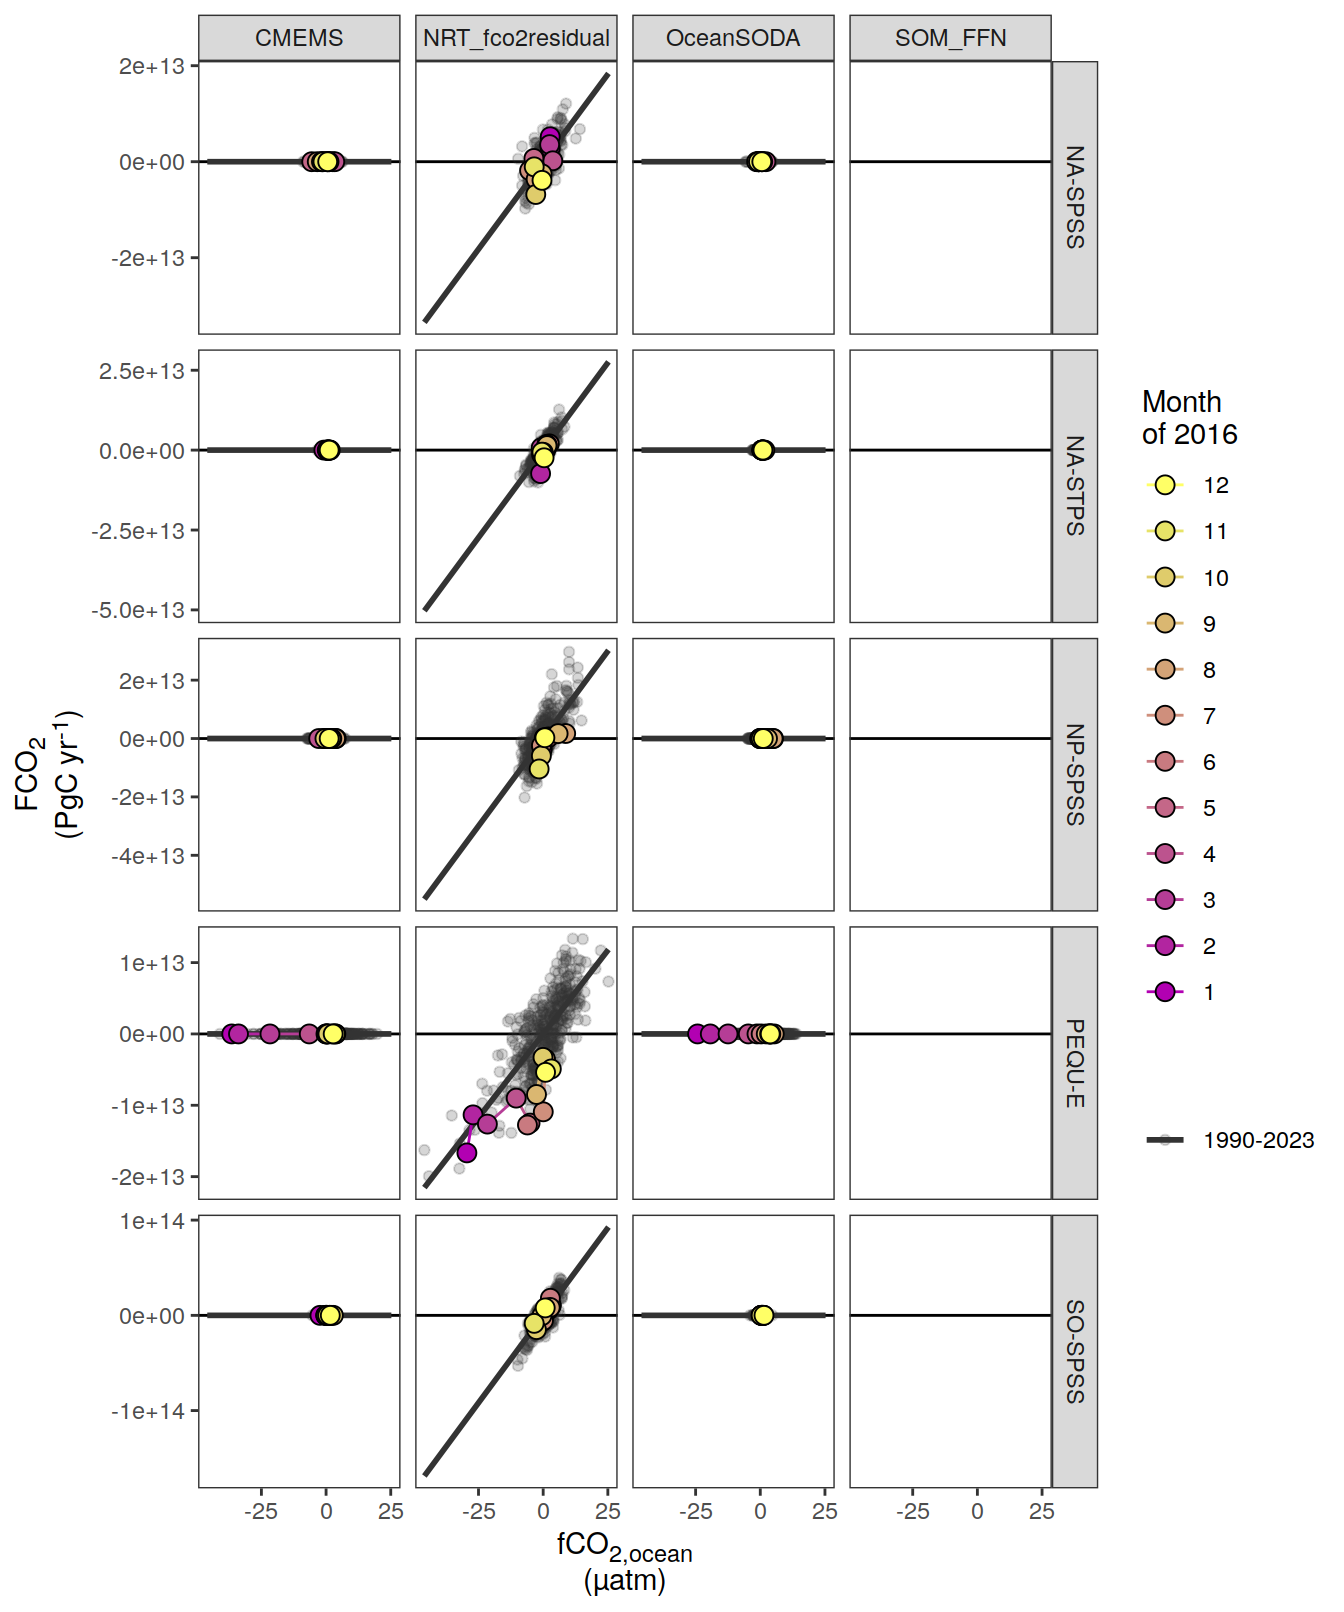 CMEMS NRT_fco2residual OceanSODA SOM_FFN
2e+13
0e+00
-2e+13
NA-SPSS
2.5e+13
0.0e+00
-2.5e+13
-5.0e+13
NA-STPS
2e+13
0e+00
-2e+13
-4e+13
NP-SPSS
1e+13
0e+00
-1e+13
-2e+13
PEQU-E
1e+14
0e+00
-1e+14
SO-SPSS
-25 0 25 -25 0 25 -25 0 25 -25 0 25
fCO2,ocean
(µatm)
FCO2
(PgC yr-1)
Month
of 2016
12
11
10
9
8
7
6
5
4
3
2
1
1990-2023